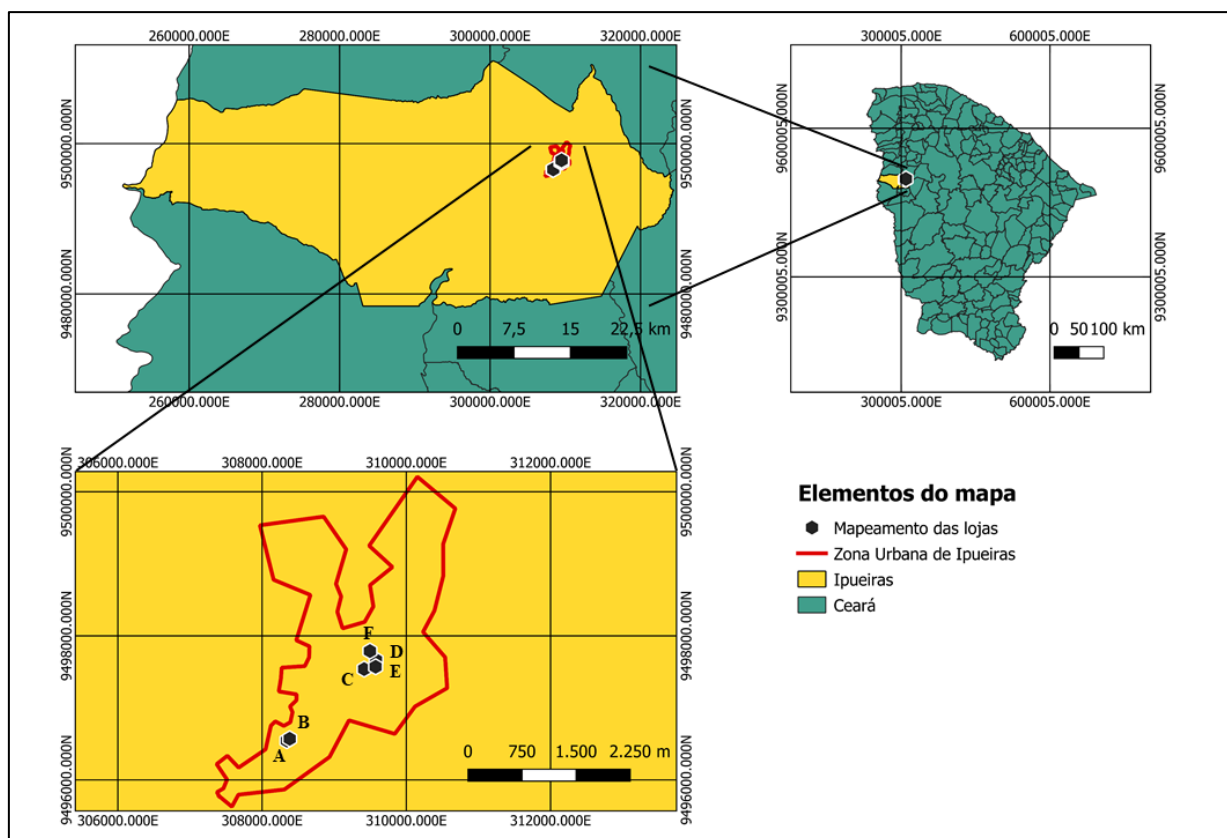 260000.000E 280000.000E 300000.000E 320000.000E
9500000.000N 9500000.000N
9480000.000N 9480000.000N
0 7,5 15 22,5 km
260000.000E 280000.000E 300000.000E 320000.000E
300005.000E 600005.000E
9600005.000N 9600005.000N
9300005.000N 9300005.000N
0 50 100 km
300005.000E 600005.000E
306000.000E 308000.000E 310000.000E 312000.000E
9500000.000N 9500000.000N
9498000.000N 9498000.000N
F
D
C E
B
A
0 750 1.500 2.250 m
9496000.000N 9496000.000N
306000.000E 308000.000E 310000.000E 312000.000E
Elementos do mapa
Mapeamento das lojas
Zona Urbana de Ipueiras
Ipueiras
Ceará